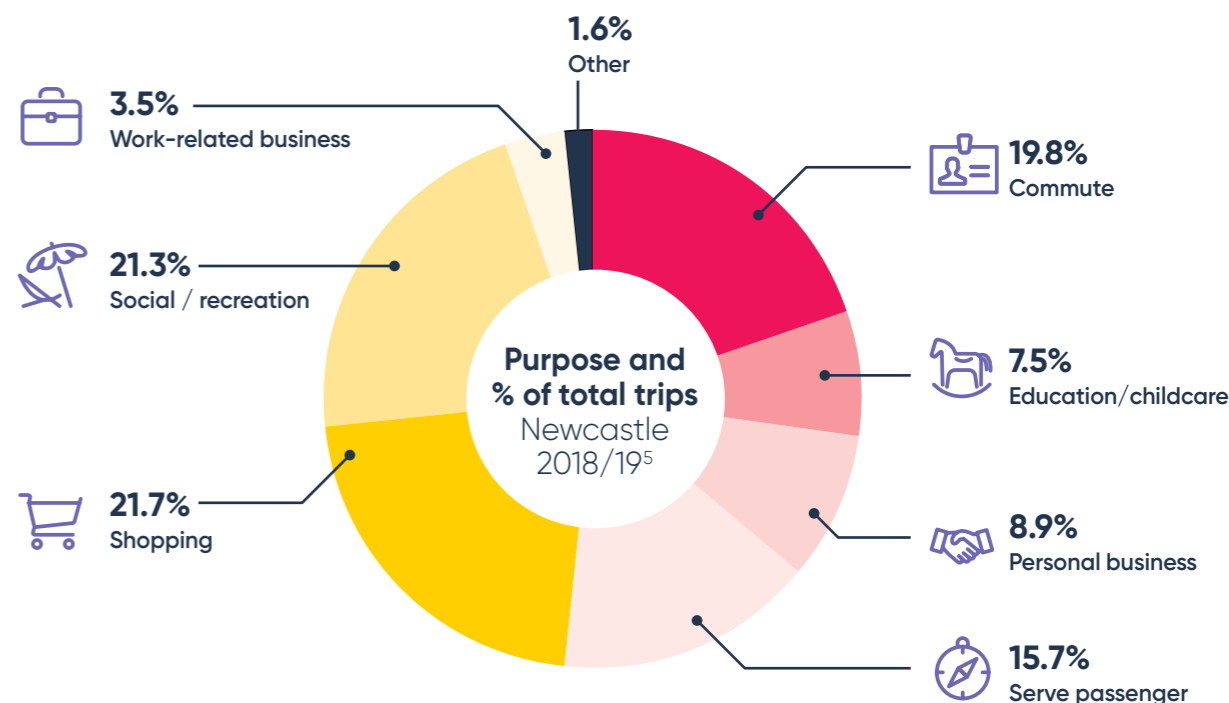 1.6%
Other
3.5%
Work-related business
19.8%
Commute
21.3%
Social / recreation
7.5%
Education/childcare
Purpose and
% of total trips
Newcastle
2018/19⁵
21.7%
Shopping
8.9%
Personal business
15.7%
Serve passenger